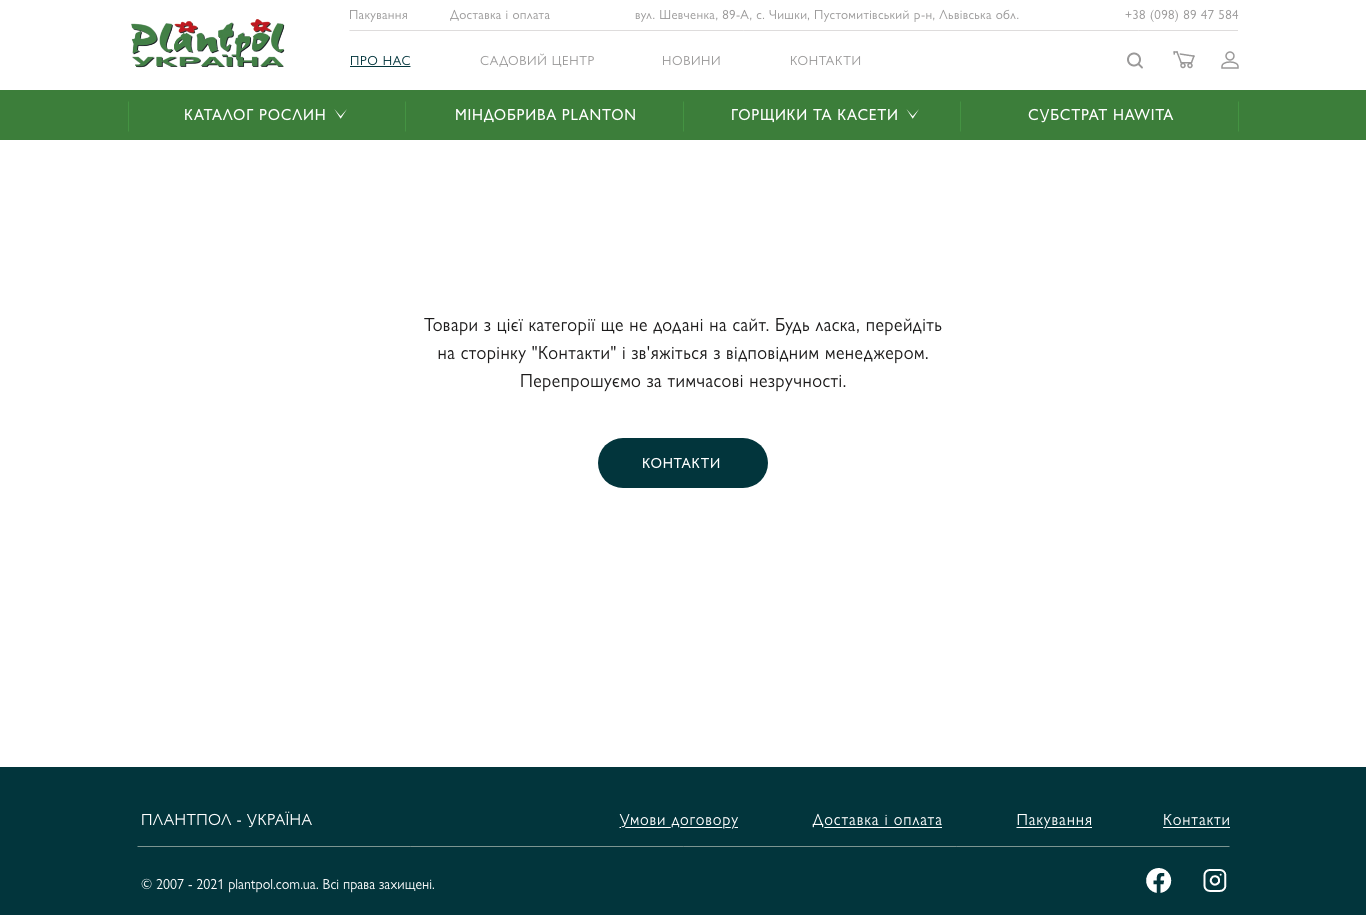 Plantpol
УКРАЇНА
Пакування
Доставка і оплата
вул. Шевченка, 89-А, с. Чишки, Пустомитівський р-н, Львівська обл.
+38 (098) 89 47 584
ПРО НАС
САДОВИЙ ЦЕНТР
НОВИНИ
КОНТАКТИ
КАТАЛОГ РОСЛИН
МІНДОБРИВА PLANTON
ГОРЩИКИ ТА КАСЕТИ
СУБСТРАТ HAWITA
Товари з цієї категорії ще не додані на сайт. Будь ласка, перейдіть
на сторінку "Контакти" і зв'яжіться з відповідним менеджером.
Перепрошуємо за тимчасові незручності.
КОНТАКТИ
ПЛАНТПОЛ - УКРАЇНА
Умови договору
Доставка і оплата
Пакування
Контакти
© 2007 - 2021 plantpol.com.ua. Всі права захищені.